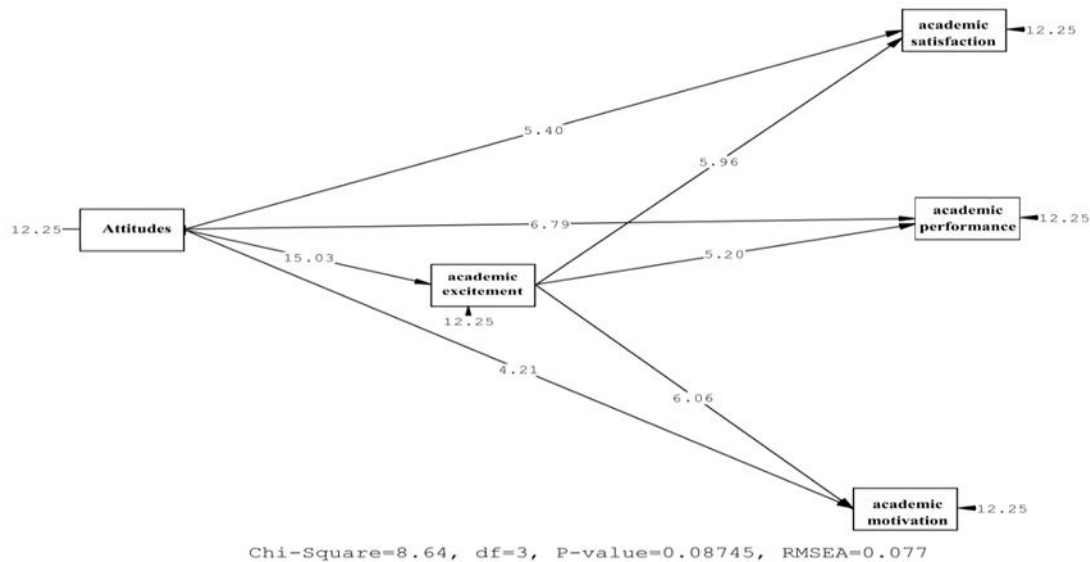 academic
satisfaction
12.25
5.40
5.96
12.25
Attitudes
6.79
academic
performance
12.25
15.03
5.20
academic
excitement
12.25
4.21
6.06
academic
motivation
12.25
Chi-Square=8.64, df=3, P-value=0.08745, RMSEA=0.077